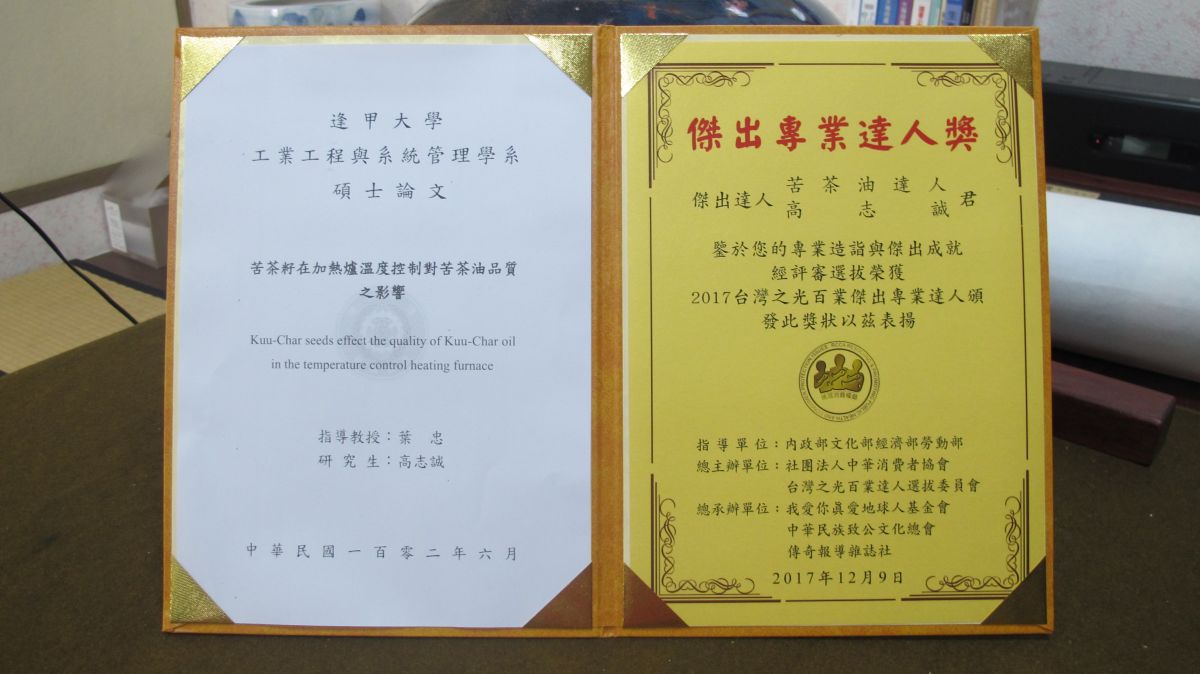 逢甲大學
工業工程與系統管理學系
碩士論文
苦茶籽在加熱爐溫度控制對苦茶油品質
之影響
Kuu-Char seeds effect the quality of Kuu-Char oil
in the temperature control heating furnace
指導教授：葉 忠
研究生：高志誠
中華民國一百零二年六月
傑出專業達人獎
傑出達人 苦茶油達人
高志誠 君
鑒於您的專業造詣與傑出成就
經評審選拔榮獲
2017台灣之光百業傑出專業達人頒
發此獎狀以茲表揚
指導單位：內政部文化部經濟部勞動部
總主辦單位：社團法人中華消費者協會
台灣之光百業達人選拔委員會
總承辦單位：我愛你真愛地球人基金會
中華民族致公文化總會
傳奇報導雜誌社
2017年12月9日